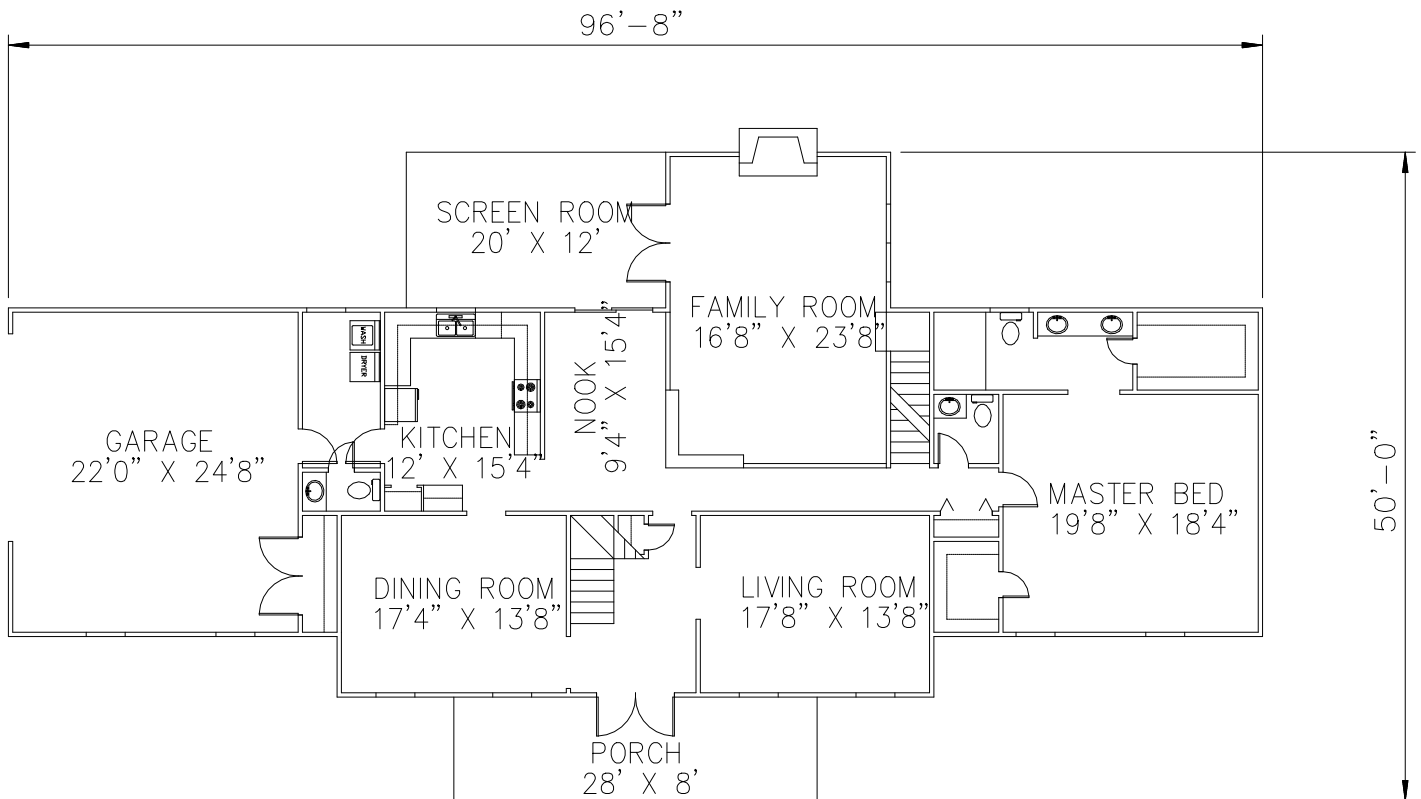 96'-8"
SCREEN ROOM
20' X 12'
FAMILY ROOM
16'8" X 23'8"
WASH
DRYER
NOOK
9'4" X 15'4"
GARAGE
22'0" X 24'8"
KITCHEN
12' X 15'4"
MASTER BED
19'8" X 18'4"
50'-0"
DINING ROOM
17'4" X 13'8"
LIVING ROOM
17'8" X 13'8"
PORCH
28' X 8'